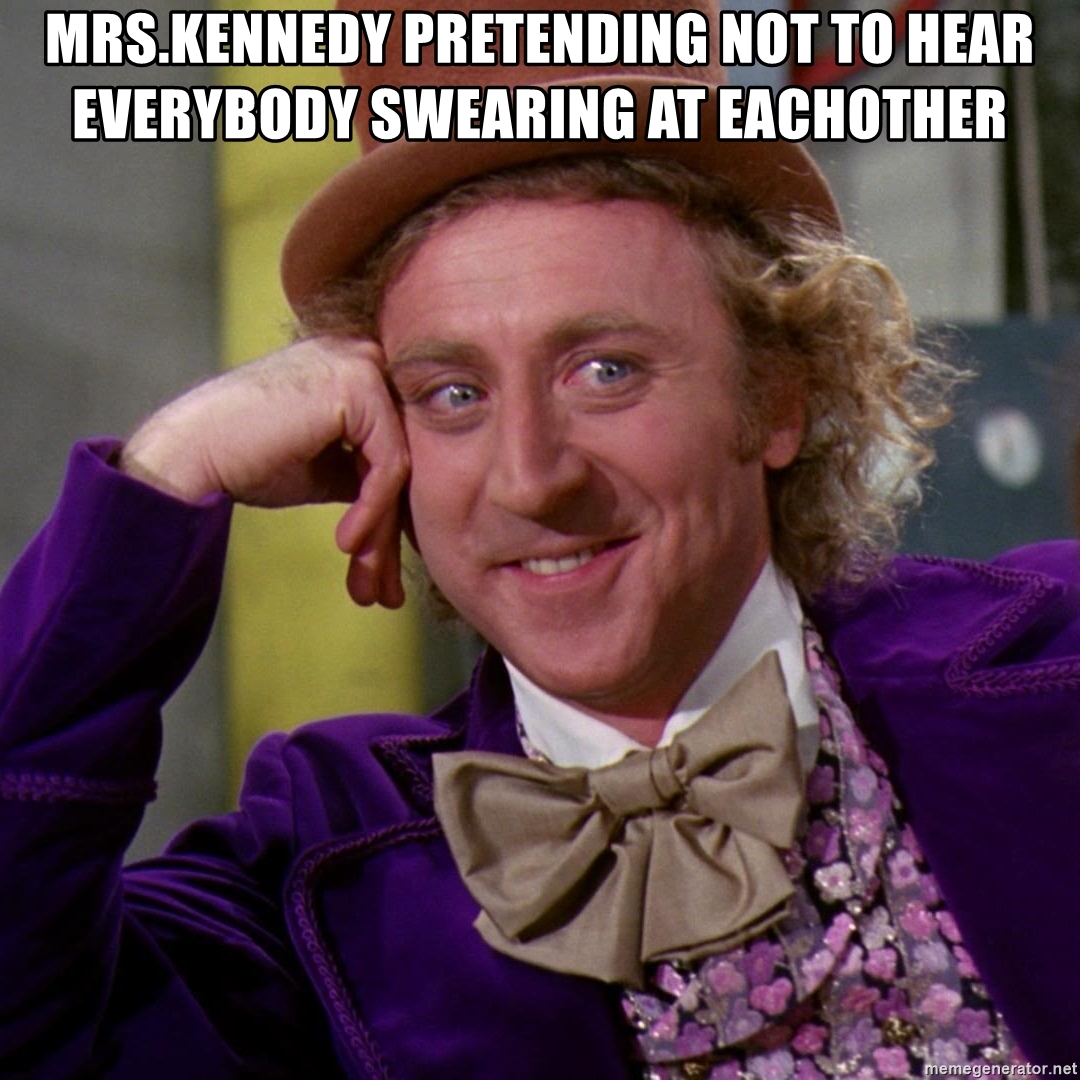 MRS.KENNEDY PRETENDING NOT TO HEAR
EVERYBODY SWEARING AT EACHOTHER
memegenerator.net